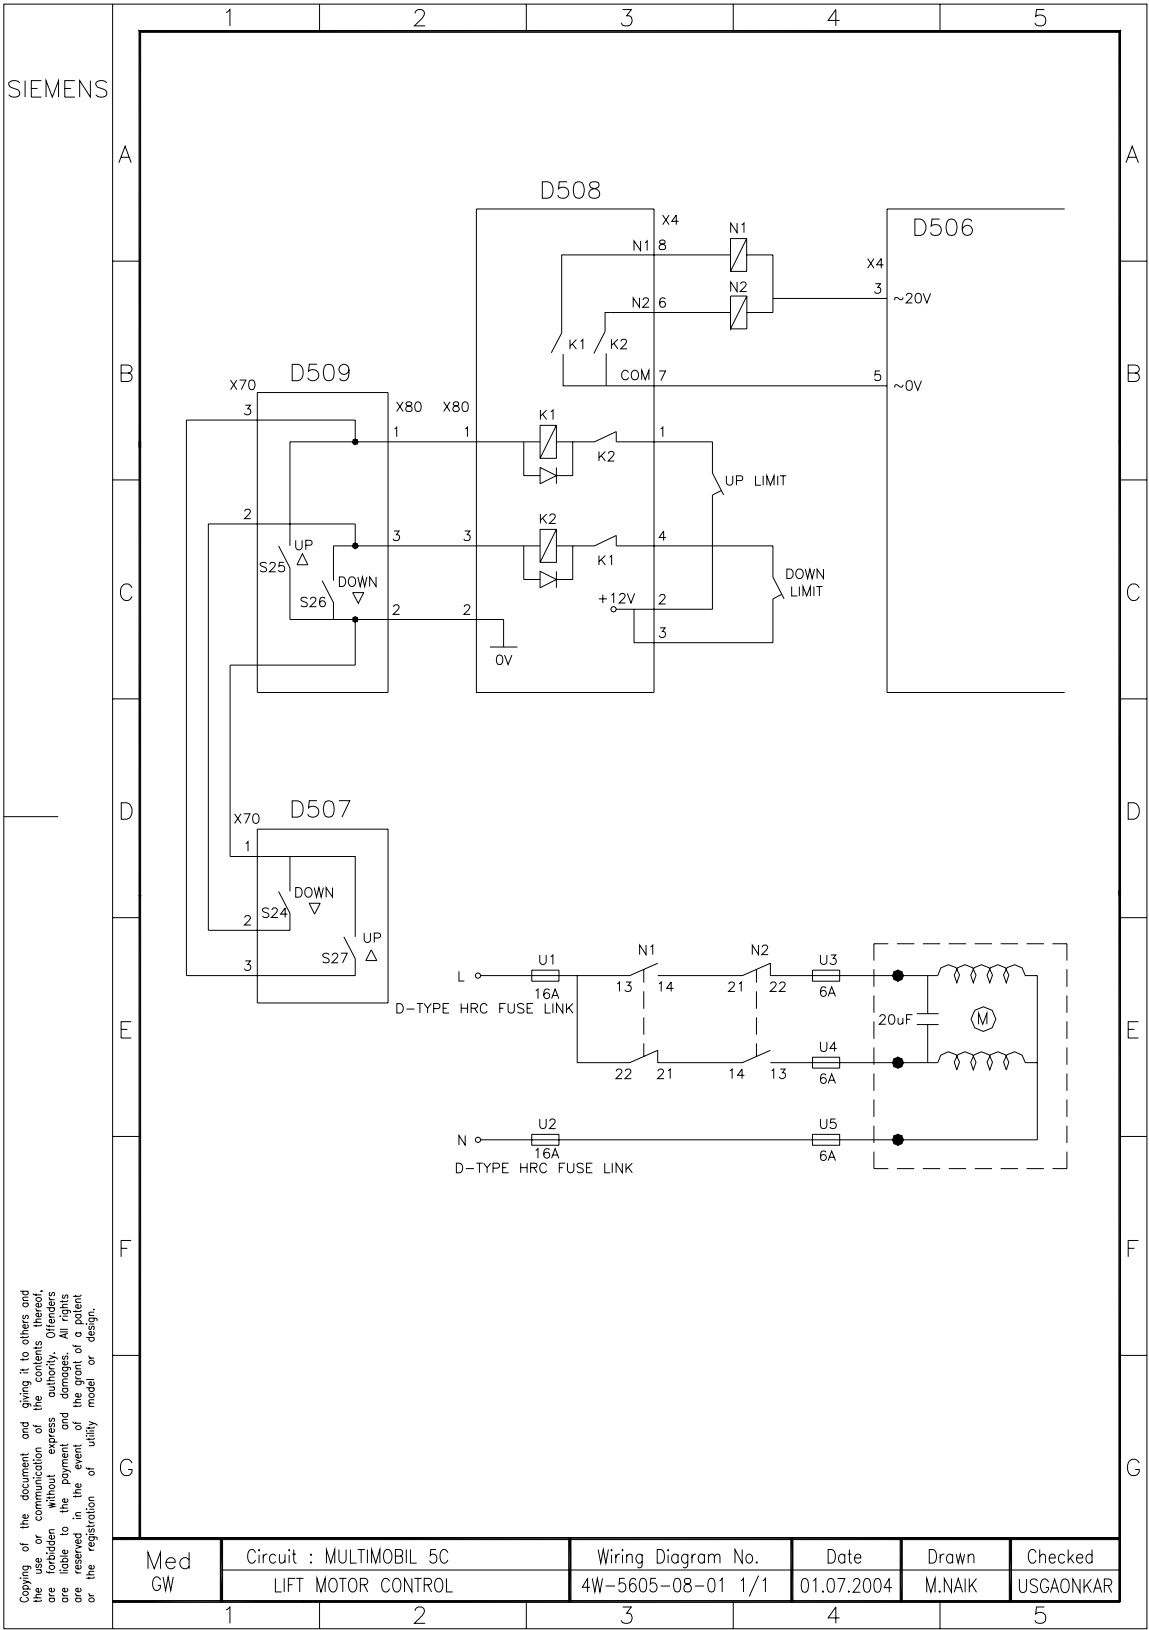 1 2 3 4 5
SIEMENS
A A
D508
D506
X4
N1
N1 8
X4
N2
3 ~20V
N2 6
K1 K2
B B
D509
COM 7
5 ~0V
X70
3
X80 X80
K1
1 1
1
K2
UP LIMIT
2
K2
3 3
4
UP
S25
K1
DOWN
LIMIT
DOWN
S26
C C
+12V 2
2 2
3
0V
D D
D507
X70
1
DOWN
S24
2
UP
S27
3
L
U1
16A
D-TYPE HRC FUSE LINK
N1
13 14
N2
21 22
U3
6A
20uF
M
E E
22 21
14 13
U4
6A
N
U2
16A
D-TYPE HRC FUSE LINK
U5
6A
F F
G G
Copying of the document and giving it to others and
the use or communication of the contents thereof,
are forbidden without express authority. Offenders
are liable to the payment and damages. All rights
are reserved in the event of the grant of a patent
or the registration of utility model or design.
Med
GW
Circuit : MULTIMOBIL 5C
LIFT MOTOR CONTROL
Wiring Diagram No.
4W-5605-08-01 1/1
Date
01.07.2004
Drawn
M.NAIK
Checked
USGAONKAR
1 2 3 4 5